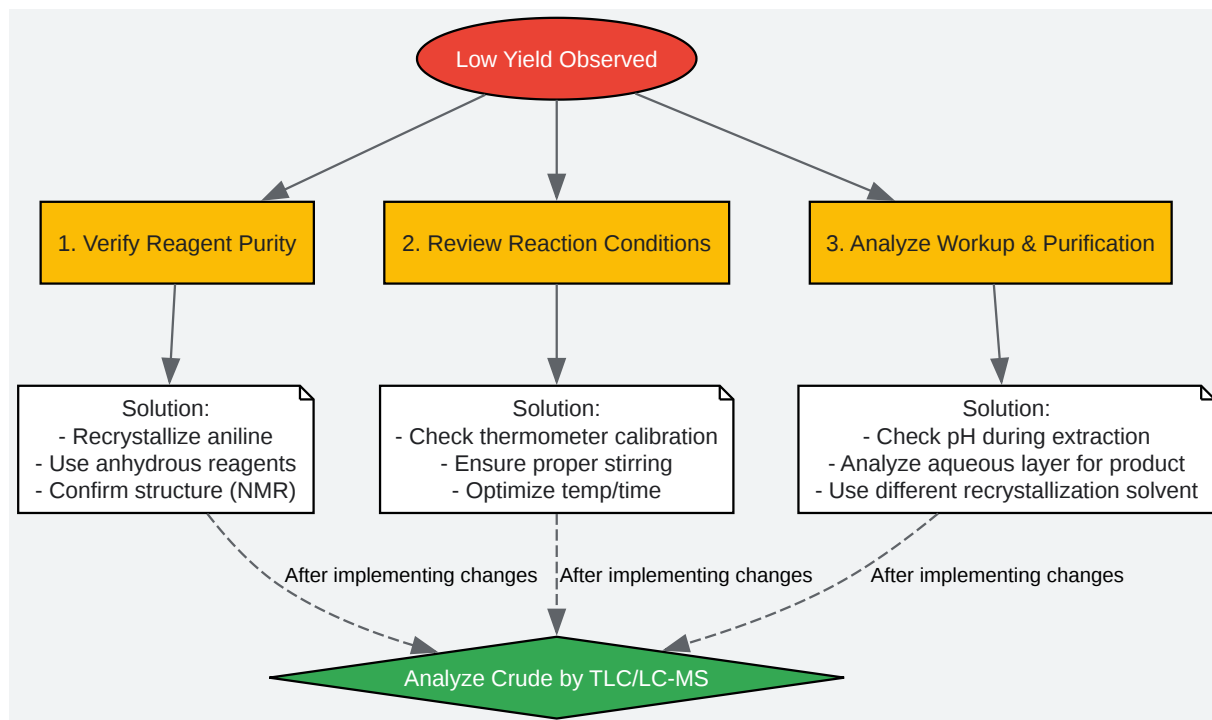 Low Yield Observed
1. Verify Reagent Purity
2. Review Reaction Conditions
3. Analyze Workup & Purification
Solution:
- Recrystallize aniline
- Use anhydrous reagents
- Confirm structure (NMR)
Solution:
- Check thermometer calibration
- Ensure proper stirring
- Optimize temp/time
Solution:
- Check pH during extraction
- Analyze aqueous layer for product
- Use different recrystallization solvent
After implementing changes
After implementing changes
After implementing changes
Analyze Crude by TLC/LC-MS